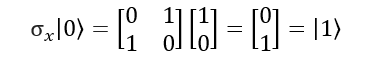 σₓ|0⟩ = [0 1; 1 0][1; 0] = [0; 1] = |1⟩